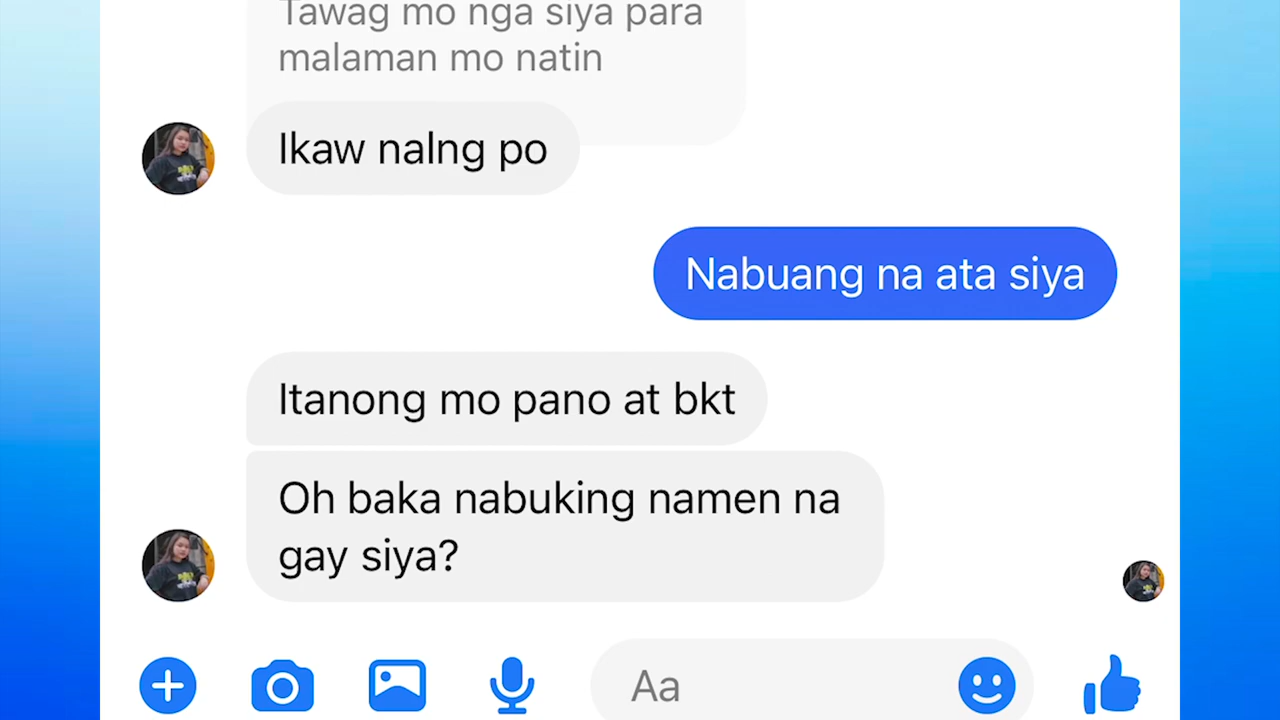 Tawag mo nga siya para
malaman mo natin
Ikaw nalng po
Nabuang na ata siya
Itanong mo pano at bkt
Oh baka nabuking namen na
gay siya?
Aa